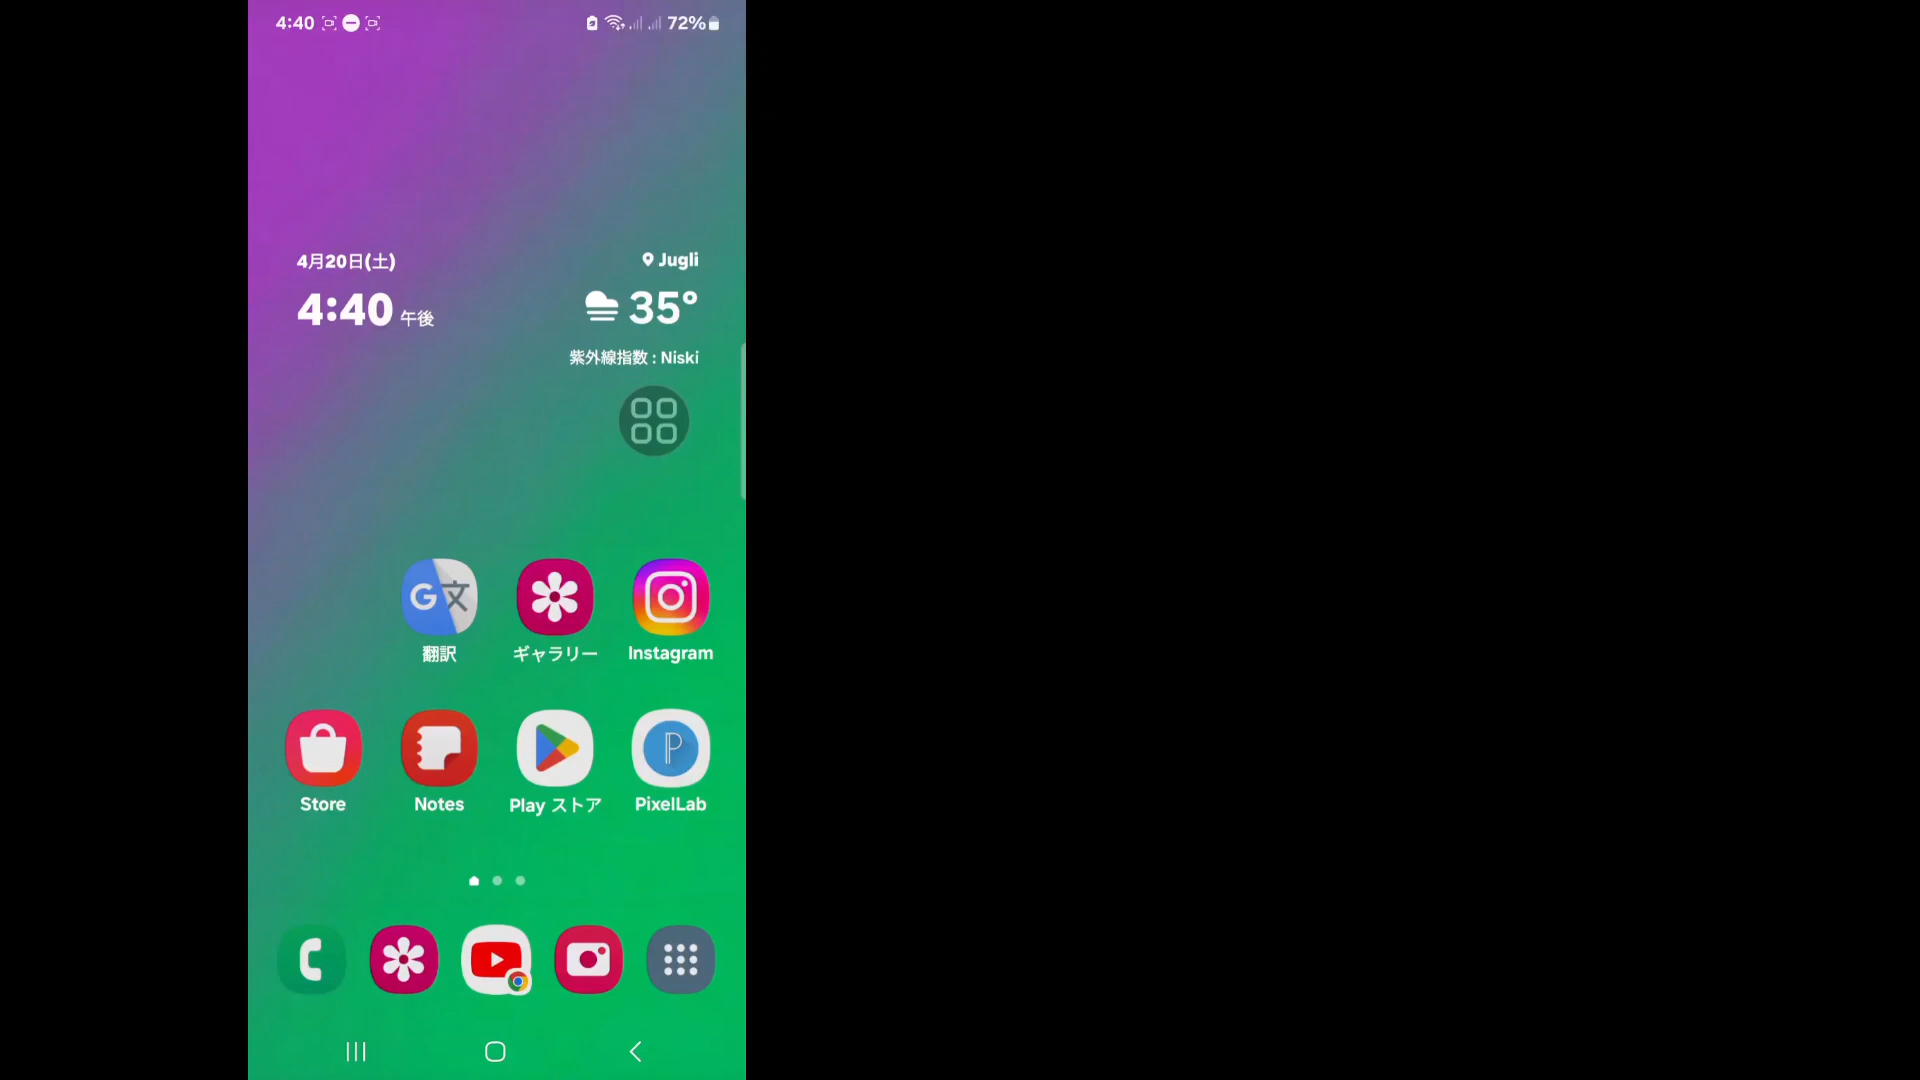 4:40
72%
4月20日(土)
Jugli
4:40 午後
35°
紫外線指数 : Niski
翻訳
ギャラリー
Instagram
Store
Notes
Play ストア
PixelLab